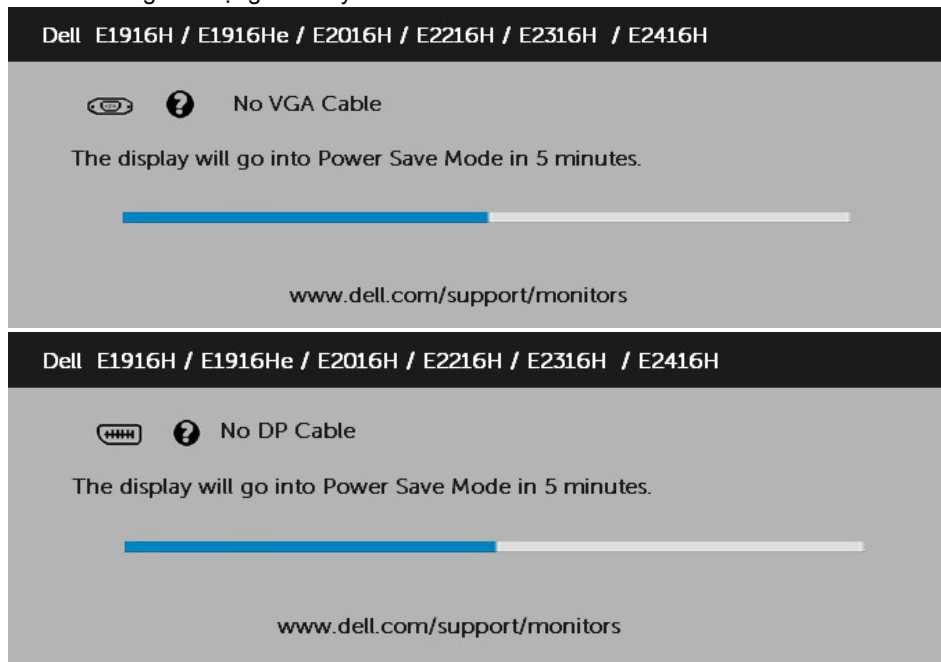 Dell E1916H / E1916He / E2016H / E2216H / E2316H / E2416H
No VGA Cable
The display will go into Power Save Mode in 5 minutes.
www.dell.com/support/monitors
Dell E1916H / E1916He / E2016H / E2216H / E2316H / E2416H
No DP Cable
The display will go into Power Save Mode in 5 minutes.
www.dell.com/support/monitors